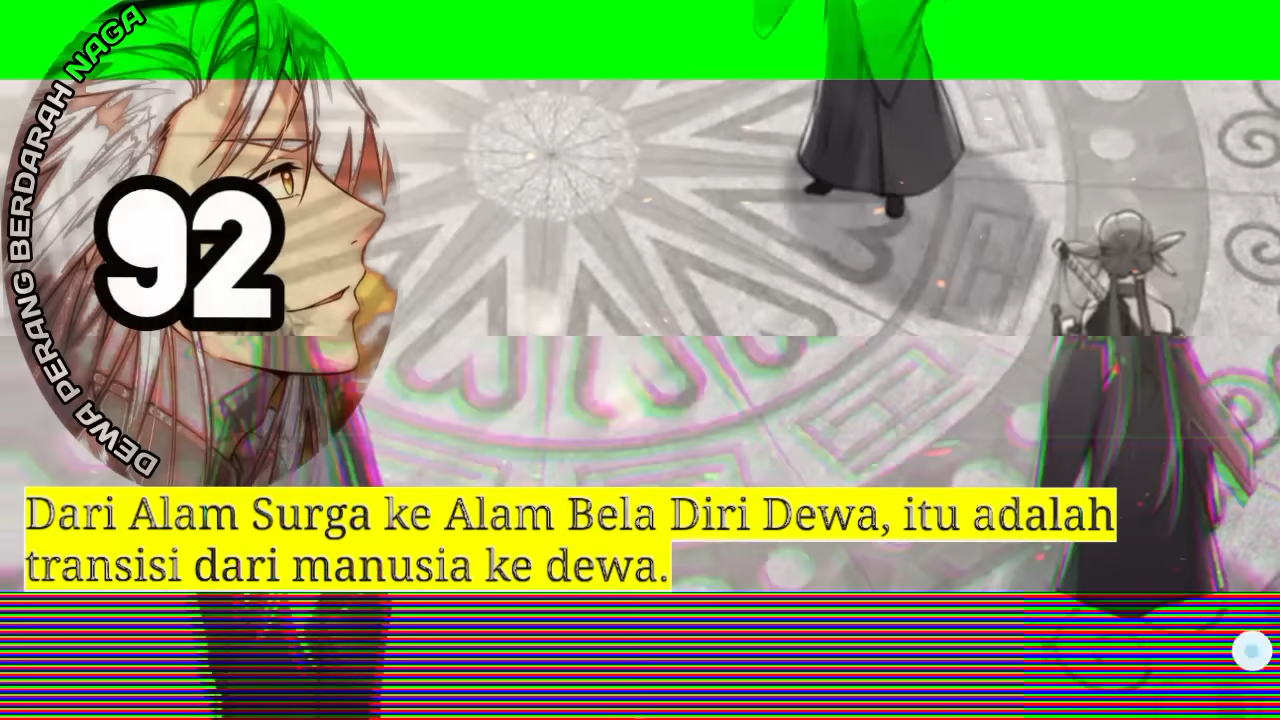 DEWA PERANG BERDARAH NAGA
92
Dari Alam Surga ke Alam Bela Diri Dewa, itu adalah
transisi dari manusia ke dewa.